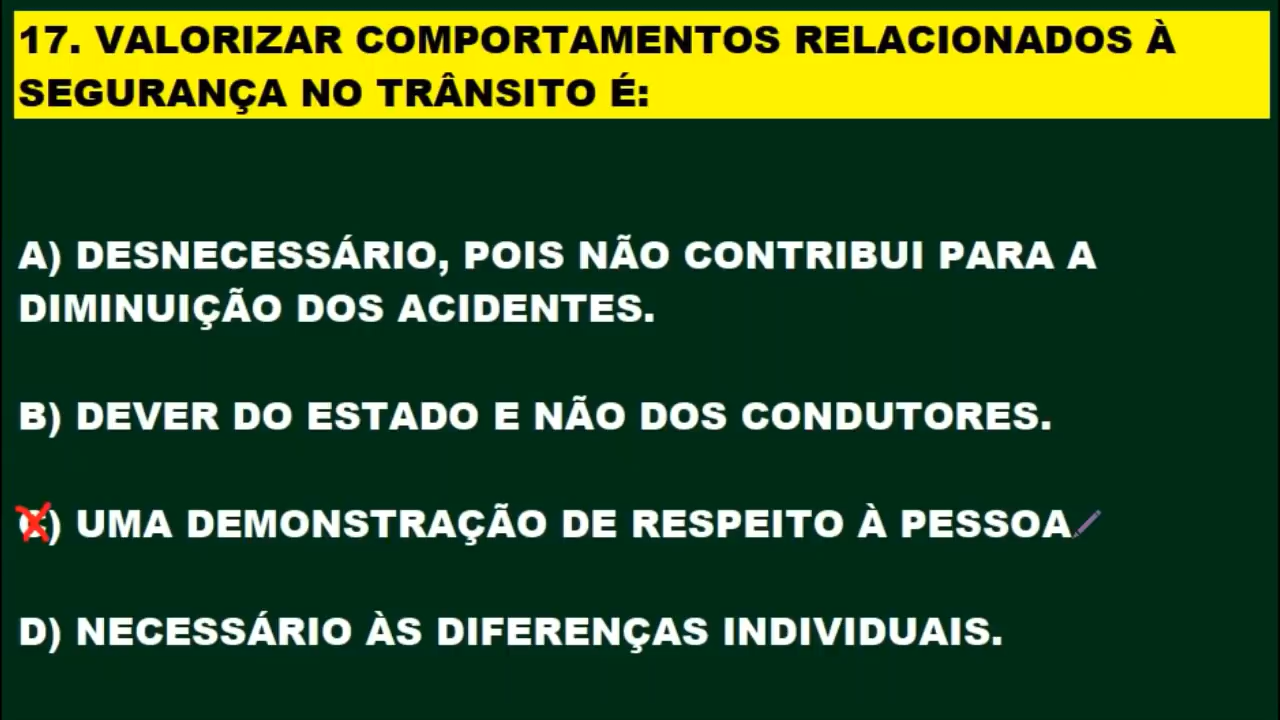 17. VALORIZAR COMPORTAMENTOS RELACIONADOS À
SEGURANÇA NO TRÂNSITO É:
A) DESNECESSÁRIO, POIS NÃO CONTRIBUI PARA A
DIMINUIÇÃO DOS ACIDENTES.
B) DEVER DO ESTADO E NÃO DOS CONDUTORES.
C) UMA DEMONSTRAÇÃO DE RESPEITO À PESSOA
D) NECESSÁRIO ÀS DIFERENÇAS INDIVIDUAIS.